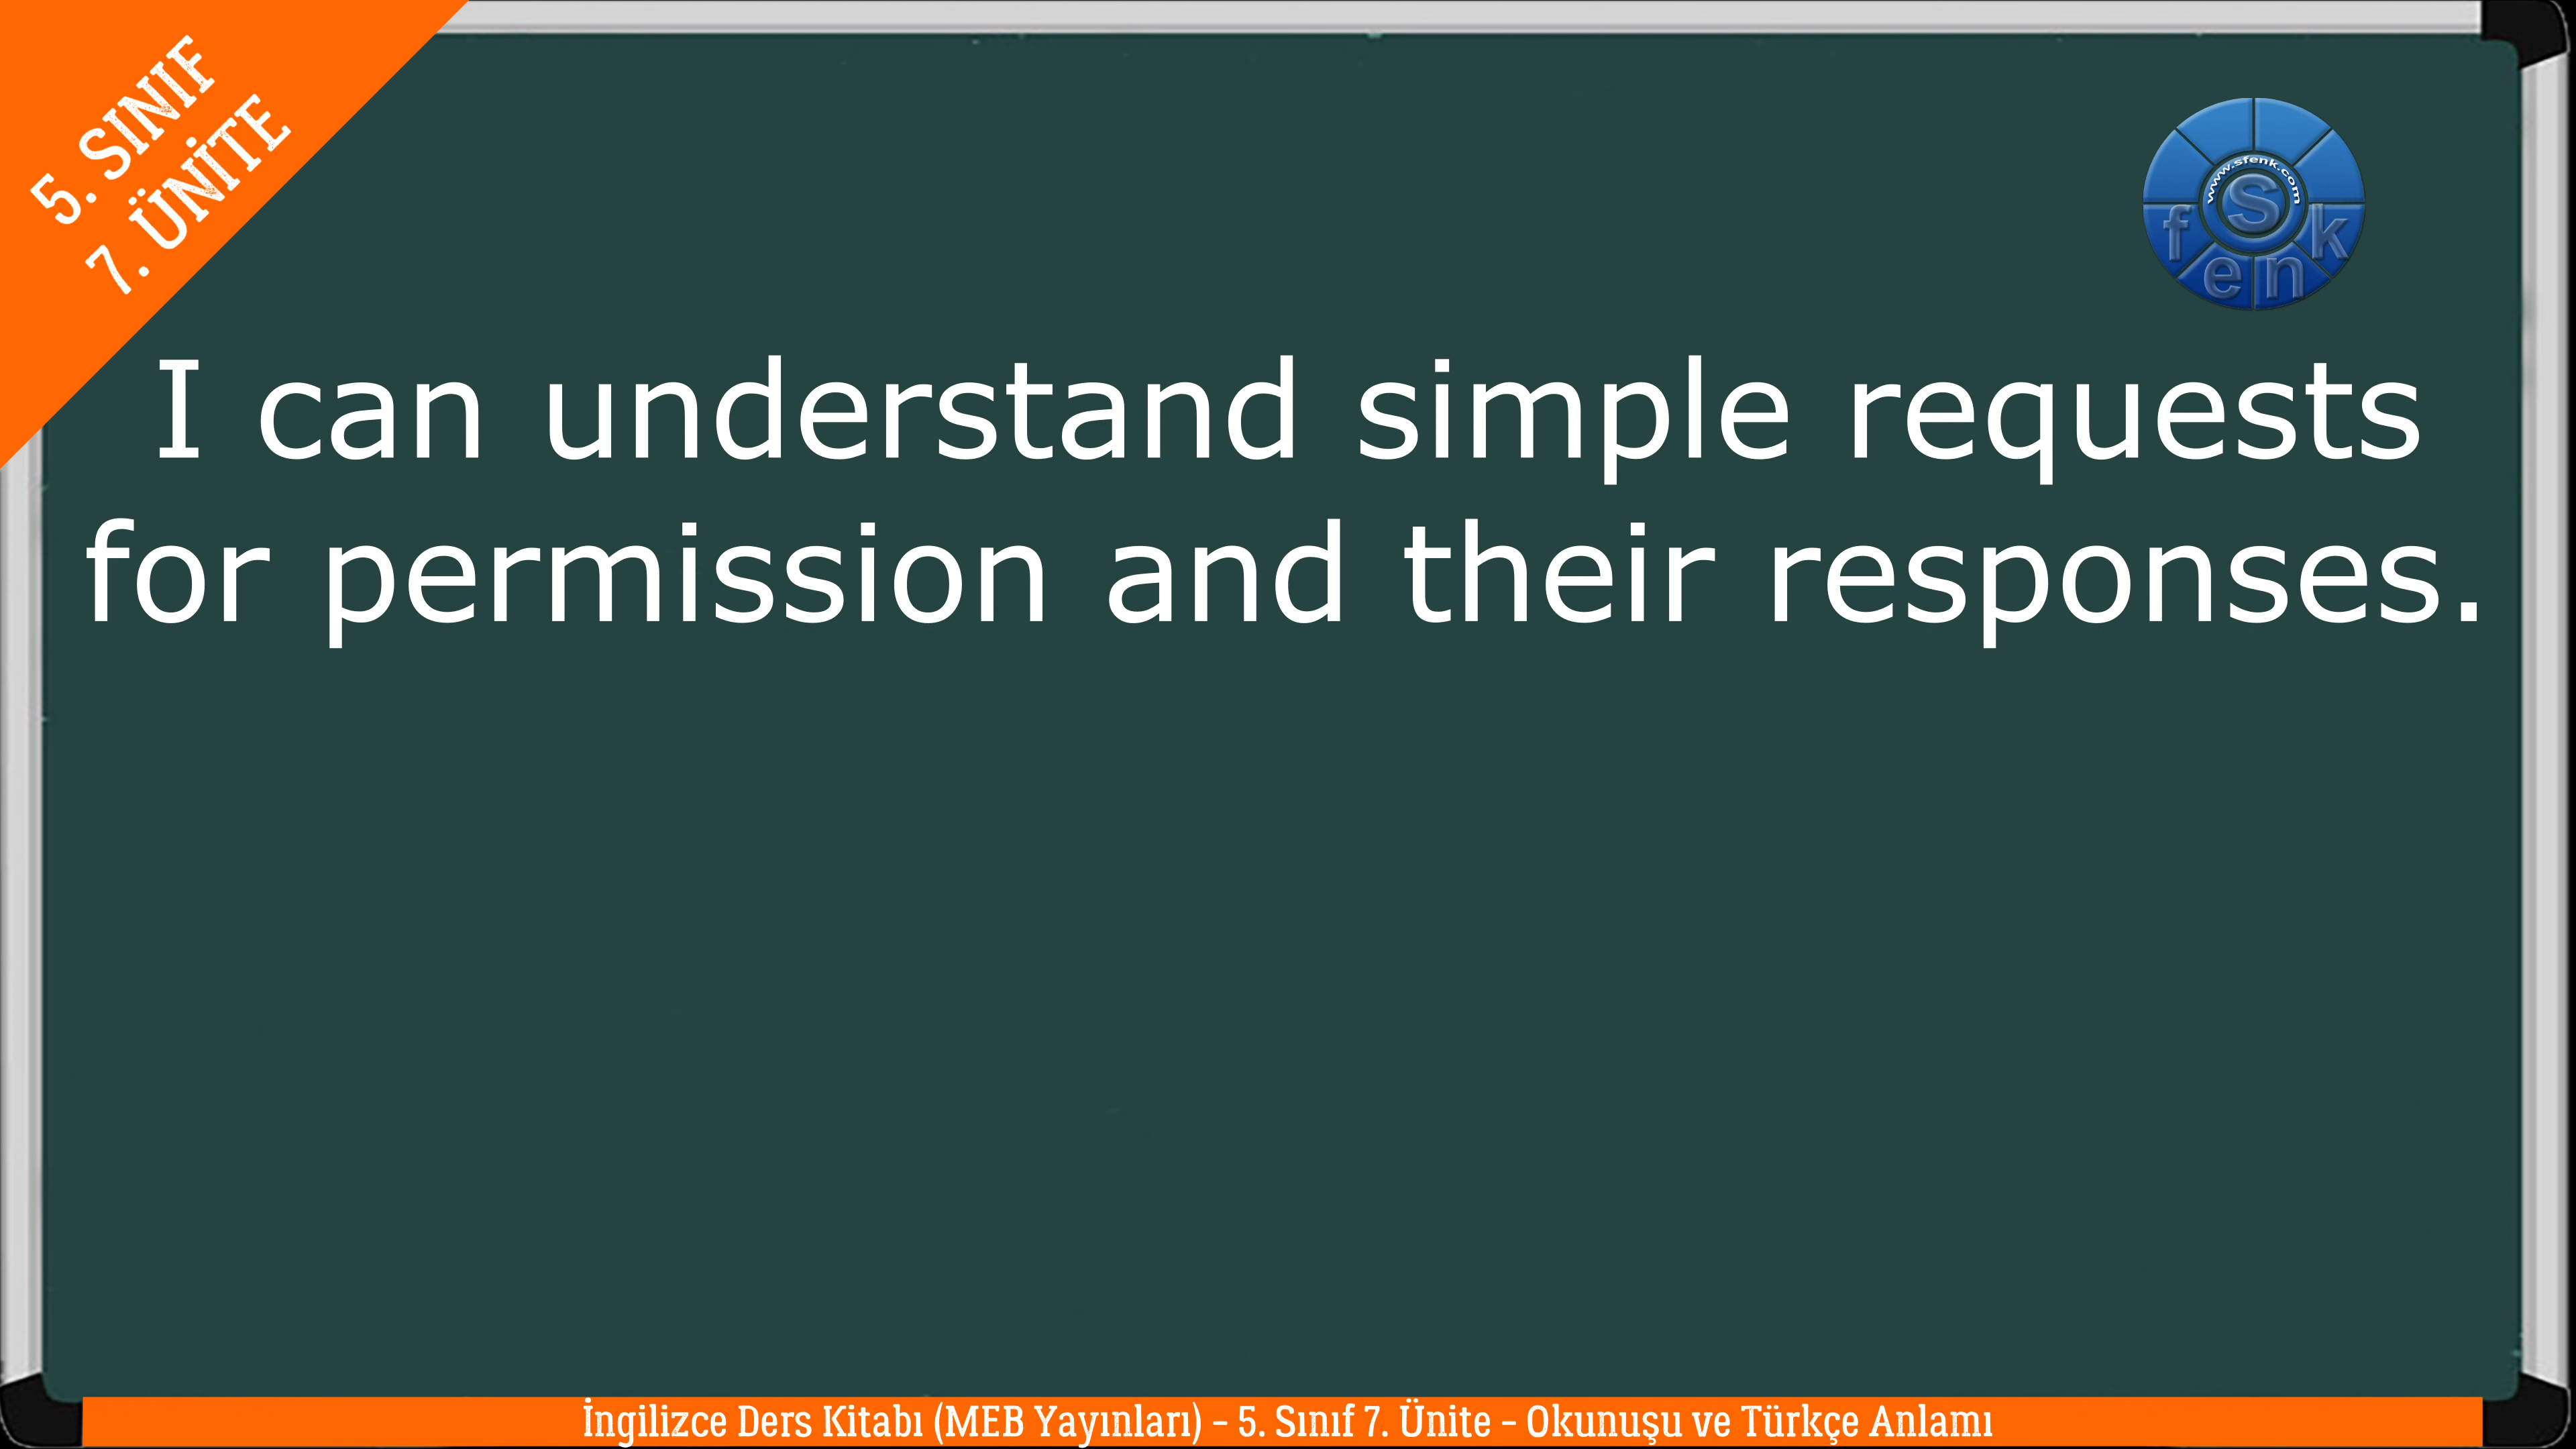 5. SINIF
7. ÜNİTE
www.sfenk.com
S
f e n k
I can understand simple requests
for permission and their responses.
İngilizce Ders Kitabı (MEB Yayınları) – 5. Sınıf 7. Ünite – Okunuşu ve Türkçe Anlamı